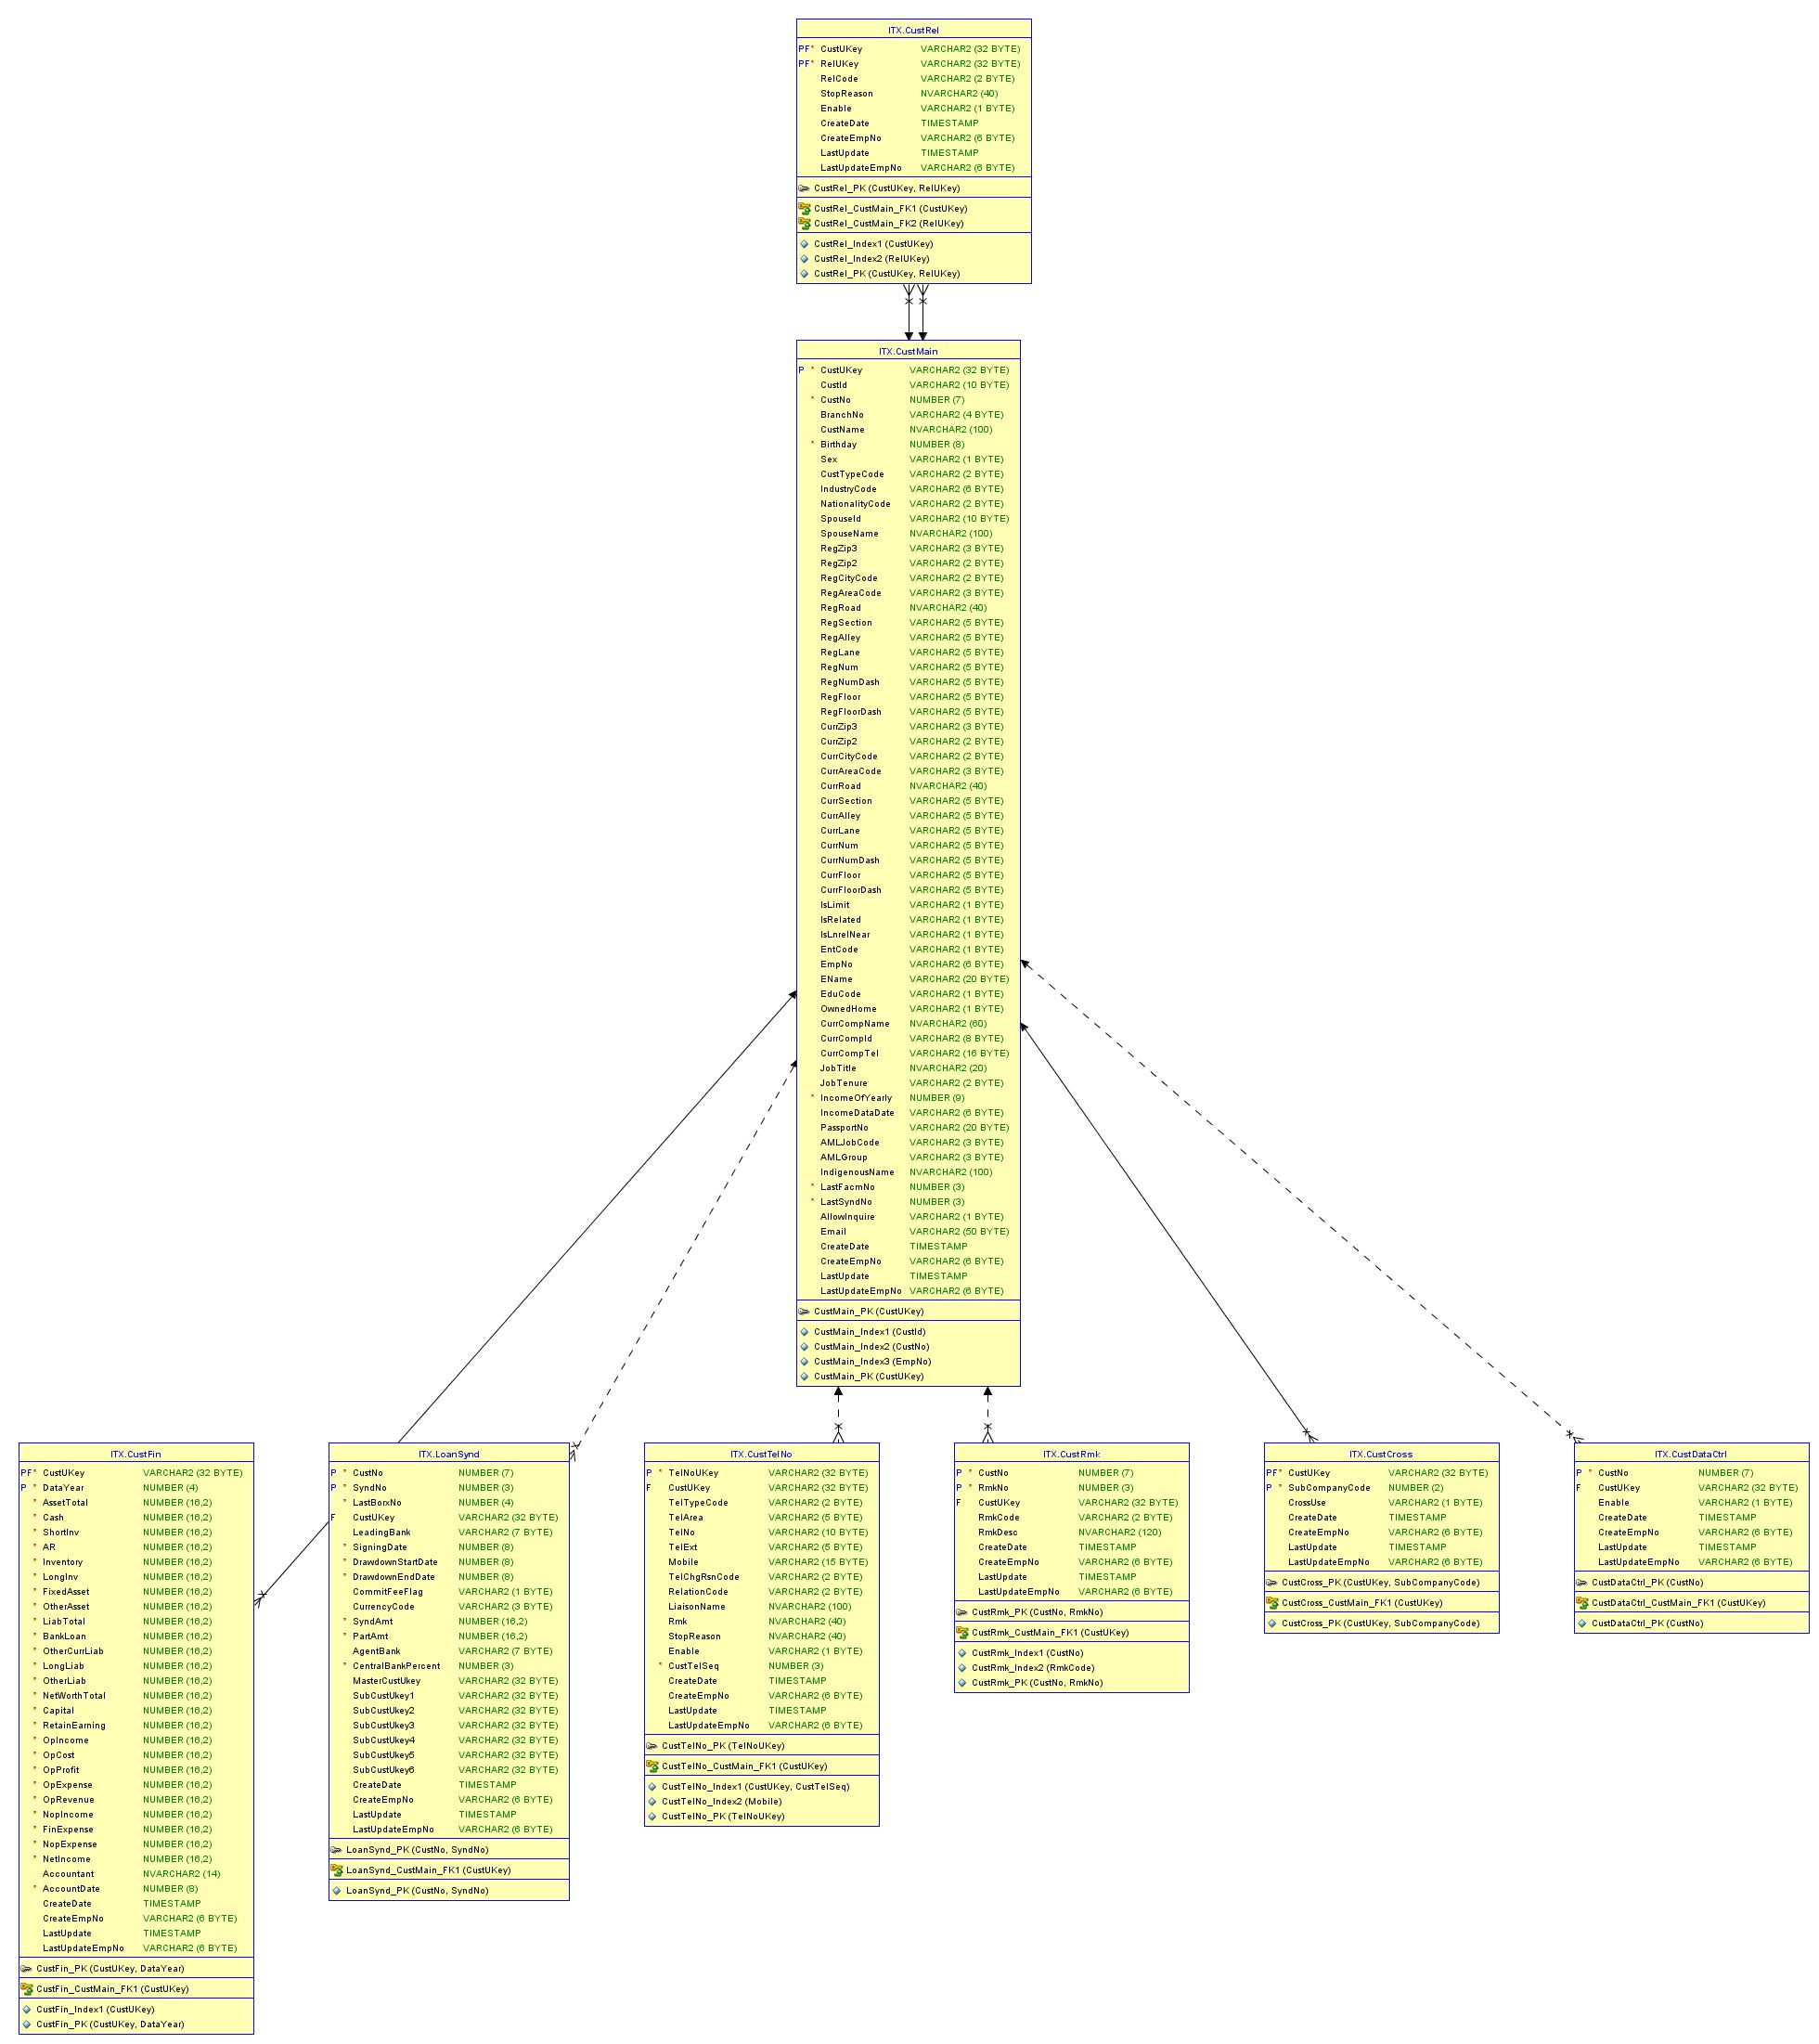 ITX.CustRel
PF* CustUKey VARCHAR2 (32 BYTE)
PF* RelUKey VARCHAR2 (32 BYTE)
RelCode VARCHAR2 (2 BYTE)
StopReason NVARCHAR2 (40)
Enable VARCHAR2 (1 BYTE)
CreateDate TIMESTAMP
CreateEmpNo VARCHAR2 (6 BYTE)
LastUpdate TIMESTAMP
LastUpdateEmpNo VARCHAR2 (6 BYTE)
CustRel_PK (CustUKey, RelUKey)
CustRel_CustMain_FK1 (CustUKey)
CustRel_CustMain_FK2 (RelUKey)
CustRel_Index1 (CustUKey)
CustRel_Index2 (RelUKey)
CustRel_PK (CustUKey, RelUKey)
ITX.CustMain
P * CustUKey VARCHAR2 (32 BYTE)
CustId VARCHAR2 (10 BYTE)
* CustNo NUMBER (7)
BranchNo VARCHAR2 (4 BYTE)
CustName NVARCHAR2 (100)
* Birthday NUMBER (8)
Sex VARCHAR2 (1 BYTE)
CustTypeCode VARCHAR2 (2 BYTE)
IndustryCode VARCHAR2 (6 BYTE)
NationalityCode VARCHAR2 (2 BYTE)
SpouseId VARCHAR2 (10 BYTE)
SpouseName NVARCHAR2 (100)
RegZip3 VARCHAR2 (3 BYTE)
RegZip2 VARCHAR2 (2 BYTE)
RegCityCode VARCHAR2 (2 BYTE)
RegAreaCode VARCHAR2 (3 BYTE)
RegRoad NVARCHAR2 (40)
RegSection VARCHAR2 (5 BYTE)
RegAlley VARCHAR2 (5 BYTE)
RegLane VARCHAR2 (5 BYTE)
RegNum VARCHAR2 (5 BYTE)
RegNumDash VARCHAR2 (5 BYTE)
RegFloor VARCHAR2 (5 BYTE)
RegFloorDash VARCHAR2 (5 BYTE)
CurrZip3 VARCHAR2 (3 BYTE)
CurrZip2 VARCHAR2 (2 BYTE)
CurrCityCode VARCHAR2 (2 BYTE)
CurrAreaCode VARCHAR2 (3 BYTE)
CurrRoad NVARCHAR2 (40)
CurrSection VARCHAR2 (5 BYTE)
CurrAlley VARCHAR2 (5 BYTE)
CurrLane VARCHAR2 (5 BYTE)
CurrNum VARCHAR2 (5 BYTE)
CurrNumDash VARCHAR2 (5 BYTE)
CurrFloor VARCHAR2 (5 BYTE)
CurrFloorDash VARCHAR2 (5 BYTE)
IsLimit VARCHAR2 (1 BYTE)
IsRelated VARCHAR2 (1 BYTE)
IsLnrelNear VARCHAR2 (1 BYTE)
EntCode VARCHAR2 (1 BYTE)
EmpNo VARCHAR2 (6 BYTE)
EName VARCHAR2 (20 BYTE)
EduCode VARCHAR2 (1 BYTE)
OwnedHome VARCHAR2 (1 BYTE)
CurrCompName NVARCHAR2 (60)
CurrCompId VARCHAR2 (8 BYTE)
CurrCompTel VARCHAR2 (16 BYTE)
JobTitle NVARCHAR2 (20)
JobTenure VARCHAR2 (2 BYTE)
* IncomeOfYearly NUMBER (9)
IncomeDataDate VARCHAR2 (6 BYTE)
PassportNo VARCHAR2 (20 BYTE)
AMLJobCode VARCHAR2 (3 BYTE)
AMLGroup VARCHAR2 (3 BYTE)
IndigenousName NVARCHAR2 (100)
* LastFacmNo NUMBER (3)
* LastSyndNo NUMBER (3)
AllowInquire VARCHAR2 (1 BYTE)
Email VARCHAR2 (50 BYTE)
CreateDate TIMESTAMP
CreateEmpNo VARCHAR2 (6 BYTE)
LastUpdate TIMESTAMP
LastUpdateEmpNo VARCHAR2 (6 BYTE)
CustMain_PK (CustUKey)
CustMain_Index1 (CustId)
CustMain_Index2 (CustNo)
CustMain_Index3 (EmpNo)
CustMain_PK (CustUKey)
ITX.CustFin
PF* CustUKey VARCHAR2 (32 BYTE)
P * DataYear NUMBER (4)
* AssetTotal NUMBER (16,2)
* Cash NUMBER (16,2)
* ShortInv NUMBER (16,2)
* AR NUMBER (16,2)
* Inventory NUMBER (16,2)
* LongInv NUMBER (16,2)
* FixedAsset NUMBER (16,2)
* OtherAsset NUMBER (16,2)
* LiabTotal NUMBER (16,2)
* BankLoan NUMBER (16,2)
* OtherCurrLiab NUMBER (16,2)
* LongLiab NUMBER (16,2)
* OtherLiab NUMBER (16,2)
* NetWorthTotal NUMBER (16,2)
* Capital NUMBER (16,2)
* RetainEarning NUMBER (16,2)
* OpIncome NUMBER (16,2)
* OpCost NUMBER (16,2)
* OpProfit NUMBER (16,2)
* OpExpense NUMBER (16,2)
* OpRevenue NUMBER (16,2)
* NopIncome NUMBER (16,2)
* FinExpense NUMBER (16,2)
* NopExpense NUMBER (16,2)
* NetIncome NUMBER (16,2)
Accountant NVARCHAR2 (14)
* AccountDate NUMBER (8)
CreateDate TIMESTAMP
CreateEmpNo VARCHAR2 (6 BYTE)
LastUpdate TIMESTAMP
LastUpdateEmpNo VARCHAR2 (6 BYTE)
CustFin_PK (CustUKey, DataYear)
CustFin_CustMain_FK1 (CustUKey)
CustFin_Index1 (CustUKey)
CustFin_PK (CustUKey, DataYear)
ITX.LoanSynd
P * CustNo NUMBER (7)
P * SyndNo NUMBER (3)
* LastBorxNo NUMBER (4)
F CustUKey VARCHAR2 (32 BYTE)
LeadingBank VARCHAR2 (7 BYTE)
* SigningDate NUMBER (8)
* DrawdownStartDate NUMBER (8)
* DrawdownEndDate NUMBER (8)
CommitFeeFlag VARCHAR2 (1 BYTE)
CurrencyCode VARCHAR2 (3 BYTE)
* SyndAmt NUMBER (16,2)
* PartAmt NUMBER (16,2)
AgentBank VARCHAR2 (7 BYTE)
* CentralBankPercent NUMBER (3)
MasterCustUkey VARCHAR2 (32 BYTE)
SubCustUkey1 VARCHAR2 (32 BYTE)
SubCustUkey2 VARCHAR2 (32 BYTE)
SubCustUkey3 VARCHAR2 (32 BYTE)
SubCustUkey4 VARCHAR2 (32 BYTE)
SubCustUkey5 VARCHAR2 (32 BYTE)
SubCustUkey6 VARCHAR2 (32 BYTE)
CreateDate TIMESTAMP
CreateEmpNo VARCHAR2 (6 BYTE)
LastUpdate TIMESTAMP
LastUpdateEmpNo VARCHAR2 (6 BYTE)
LoanSynd_PK (CustNo, SyndNo)
LoanSynd_CustMain_FK1 (CustUKey)
LoanSynd_PK (CustNo, SyndNo)
ITX.CustTelNo
P * TelNoUKey VARCHAR2 (32 BYTE)
F CustUKey VARCHAR2 (32 BYTE)
TelTypeCode VARCHAR2 (2 BYTE)
TelArea VARCHAR2 (5 BYTE)
TelNo VARCHAR2 (10 BYTE)
TelExt VARCHAR2 (5 BYTE)
Mobile VARCHAR2 (15 BYTE)
TelChgRsnCode VARCHAR2 (2 BYTE)
RelationCode VARCHAR2 (2 BYTE)
LiaisonName NVARCHAR2 (100)
Rmk NVARCHAR2 (40)
StopReason NVARCHAR2 (40)
Enable VARCHAR2 (1 BYTE)
* CustTelSeq NUMBER (3)
CreateDate TIMESTAMP
CreateEmpNo VARCHAR2 (6 BYTE)
LastUpdate TIMESTAMP
LastUpdateEmpNo VARCHAR2 (6 BYTE)
CustTelNo_PK (TelNoUKey)
CustTelNo_CustMain_FK1 (CustUKey)
CustTelNo_Index1 (CustUKey, CustTelSeq)
CustTelNo_Index2 (Mobile)
CustTelNo_PK (TelNoUKey)
ITX.CustRmk
P * CustNo NUMBER (7)
P * RmkNo NUMBER (3)
F CustUKey VARCHAR2 (32 BYTE)
RmkCode VARCHAR2 (2 BYTE)
RmkDesc NVARCHAR2 (120)
CreateDate TIMESTAMP
CreateEmpNo VARCHAR2 (6 BYTE)
LastUpdate TIMESTAMP
LastUpdateEmpNo VARCHAR2 (6 BYTE)
CustRmk_PK (CustNo, RmkNo)
CustRmk_CustMain_FK1 (CustUKey)
CustRmk_Index1 (CustNo)
CustRmk_Index2 (RmkCode)
CustRmk_PK (CustNo, RmkNo)
ITX.CustCross
PF* CustUKey VARCHAR2 (32 BYTE)
P * SubCompanyCode NUMBER (2)
CrossUse VARCHAR2 (1 BYTE)
CreateDate TIMESTAMP
CreateEmpNo VARCHAR2 (6 BYTE)
LastUpdate TIMESTAMP
LastUpdateEmpNo VARCHAR2 (6 BYTE)
CustCross_PK (CustUKey, SubCompanyCode)
CustCross_CustMain_FK1 (CustUKey)
CustCross_PK (CustUKey, SubCompanyCode)
ITX.CustDataCtrl
P * CustNo NUMBER (7)
F CustUKey VARCHAR2 (32 BYTE)
Enable VARCHAR2 (1 BYTE)
CreateDate TIMESTAMP
CreateEmpNo VARCHAR2 (6 BYTE)
LastUpdate TIMESTAMP
LastUpdateEmpNo VARCHAR2 (6 BYTE)
CustDataCtrl_PK (CustNo)
CustDataCtrl_CustMain_FK1 (CustUKey)
CustDataCtrl_PK (CustNo)